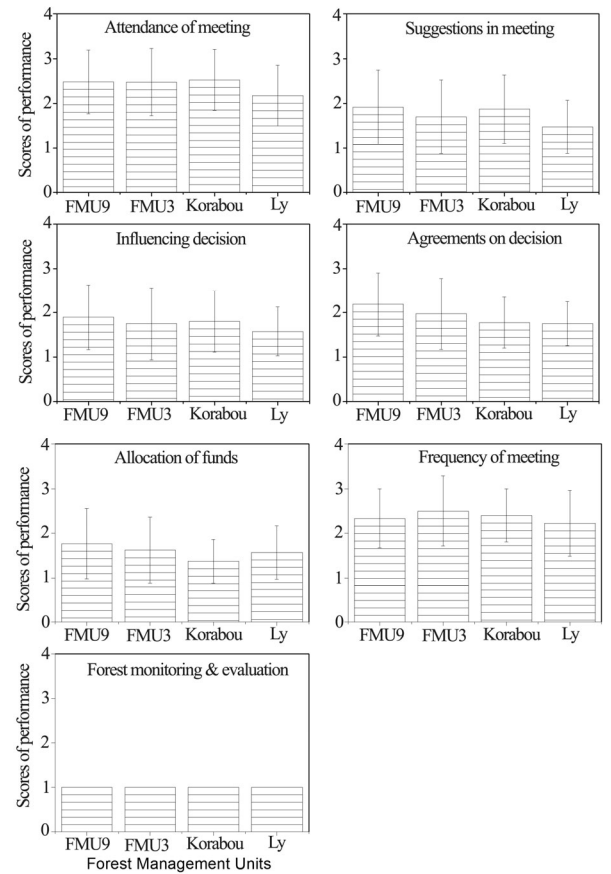 Attendance of meeting
Scores of performance
4
3
2
1
0
FMU9 FMU3 Korabou Ly
Suggestions in meeting
4
3
2
1
0
FMU9 FMU3 Korabou Ly
Influencing decision
Scores of performance
4
3
2
1
0
FMU9 FMU3 Korabou Ly
Agreements on decision
4
3
2
1
0
FMU9 FMU3 Korabou Ly
Allocation of funds
Scores of performance
4
3
2
1
0
FMU9 FMU3 Korabou Ly
Frequency of meeting
4
3
2
1
0
FMU9 FMU3 Korabou Ly
Forest monitoring & evaluation
Scores of performance
4
3
2
1
0
FMU9 FMU3 Korabou Ly
Forest Management Units